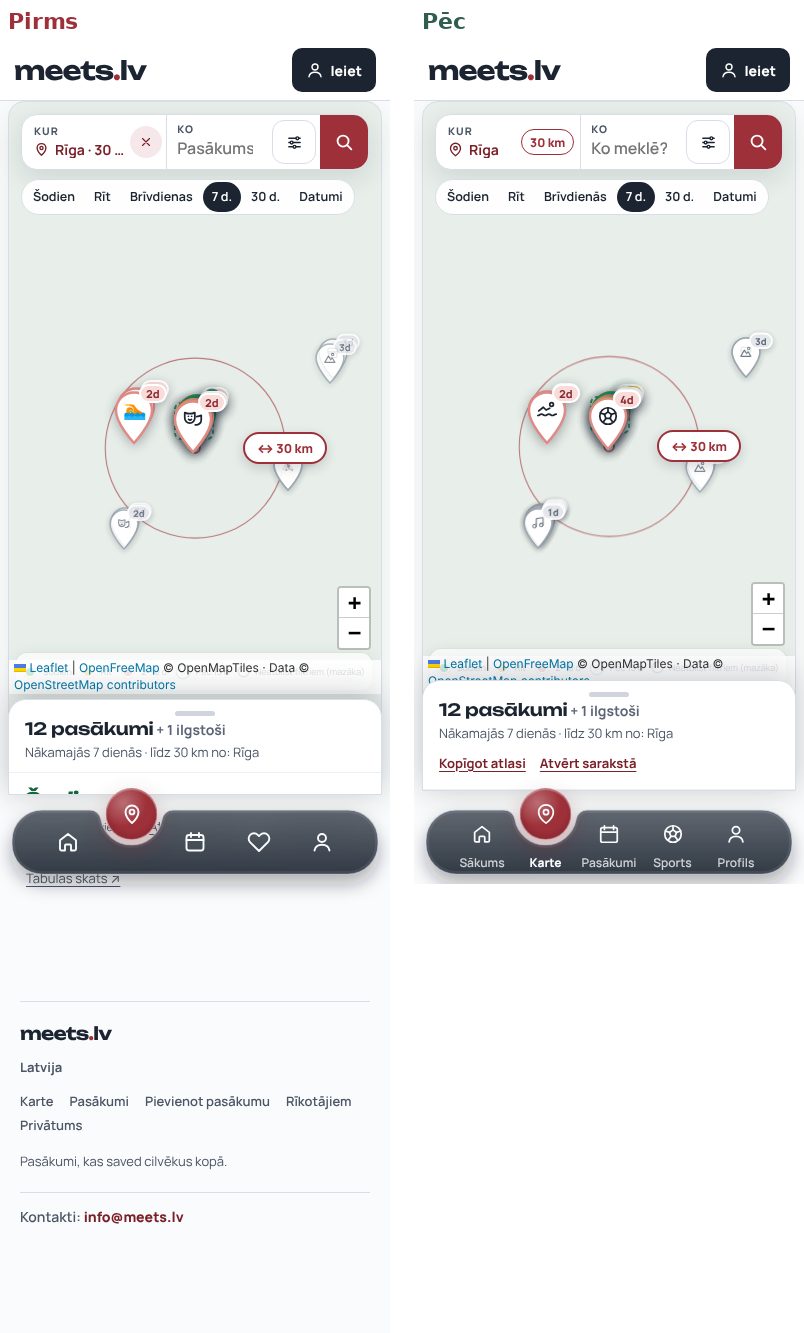 Pirms
meets.lv
Ieiet
KUR
Rīga · 30 ...
KO
Pasākums
Šodien Rīt Brīvdienas 7 d. 30 d. Datumi
3d
2d
2d
↔ 30 km
2d
+
−
Leaflet | OpenFreeMap © OpenMapTiles · Data ©
OpenStreetMap contributors
12 pasākumi + 1 ilgstoši
Nākamajās 7 dienās · līdz 30 km no: Rīga
Tabulas skats ↗
meets.lv
Latvija
Karte Pasākumi Pievienot pasākumu Rīkotājiem
Privātums
Pasākumi, kas saved cilvēkus kopā.
Kontakti: info@meets.lv
Pēc
meets.lv
Ieiet
KUR
Rīga
30 km
KO
Ko meklē?
Šodien Rīt Brīvdienās 7 d. 30 d. Datumi
3d
2d
4d
↔ 30 km
1d
+
−
Leaflet | OpenFreeMap © OpenMapTiles · Data ©
OpenStreetMap contributors
12 pasākumi + 1 ilgstoši
Nākamajās 7 dienās · līdz 30 km no: Rīga
Kopīgot atlasi Atvērt sarakstā
Sākums Karte Pasākumi Sports Profils